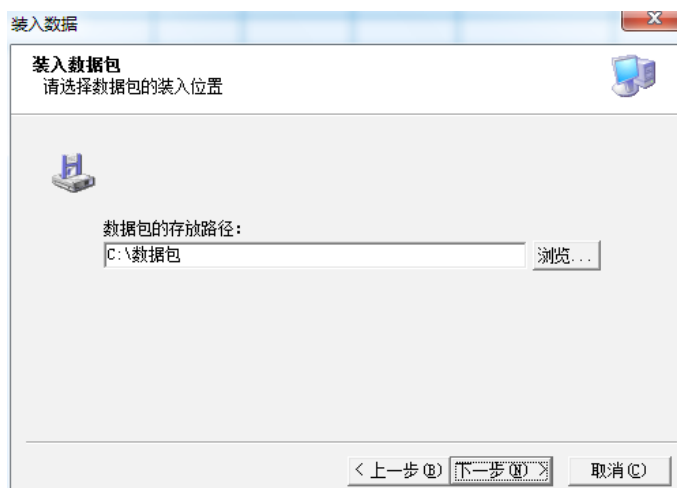 装入数据
X
装入数据包
请选择数据包的装入位置
数据包的存放路径：
C:\数据包
浏览...
< 上一步(B)
下一步(N) >
取消(C)